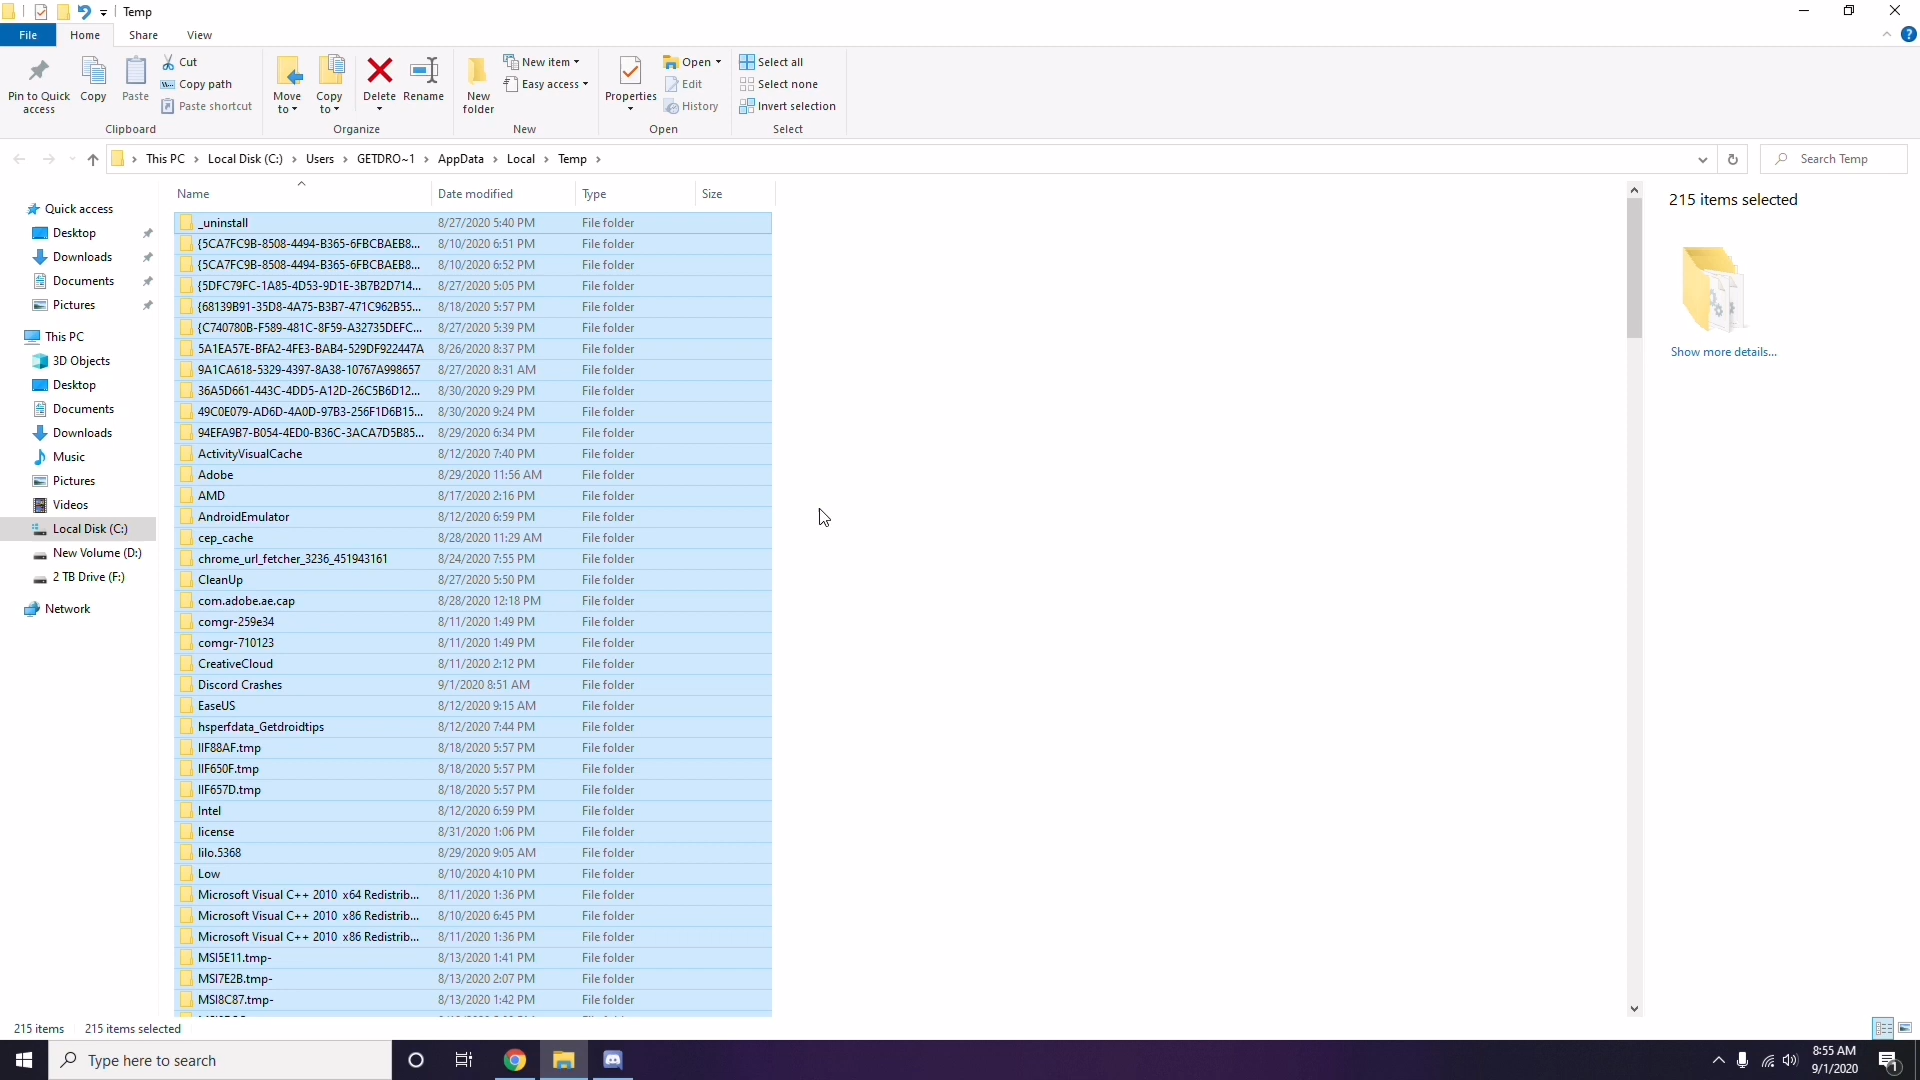 Temp
File Home Share View
Pin to Quick access
Copy
Paste
Cut
Copy path
Paste shortcut
Clipboard
Move to
Copy to
Delete
Rename
Organize
New folder
New item
Easy access
New
Properties
Open
Edit
History
Open
Select all
Select none
Invert selection
Select
This PC > Local Disk (C:) > Users > GETDRO~1 > AppData > Local > Temp >
Search Temp
Quick access
Desktop
Downloads
Documents
Pictures
This PC
3D Objects
Desktop
Documents
Downloads
Music
Pictures
Videos
Local Disk (C:)
New Volume (D:)
2 TB Drive (F:)
Network
Name Date modified Type Size
_uninstall 8/27/2020 5:40 PM File folder
{5CA7FC9B-8508-4494-B365-6FBCBAEB8... 8/10/2020 6:51 PM File folder
{5CA7FC9B-8508-4494-B365-6FBCBAEB8... 8/10/2020 6:52 PM File folder
{5DFC79FC-1A85-4D53-9D1E-3B7B2D714... 8/27/2020 5:05 PM File folder
{68139B91-35D8-4A75-B3B7-471C962B55... 8/18/2020 5:57 PM File folder
{C740780B-F589-481C-8F59-A32735DEFC... 8/27/2020 5:39 PM File folder
5A1EA57E-BFA2-4FE3-BAB4-529DF922447A 8/26/2020 8:37 PM File folder
9A1CA618-5329-4397-8A38-10767A998657 8/27/2020 8:31 AM File folder
36A5D661-443C-4DD5-A12D-26C5B6D12... 8/30/2020 9:29 PM File folder
49C0E079-AD6D-4A0D-97B3-256F1D6B15... 8/30/2020 9:24 PM File folder
94EFA9B7-B054-4ED0-B36C-3ACA7D5B85... 8/29/2020 6:34 PM File folder
ActivityVisualCache 8/12/2020 7:40 PM File folder
Adobe 8/29/2020 11:56 AM File folder
AMD 8/17/2020 2:16 PM File folder
AndroidEmulator 8/12/2020 6:59 PM File folder
cep_cache 8/28/2020 11:29 AM File folder
chrome_url_fetcher_3236_451943161 8/24/2020 7:55 PM File folder
CleanUp 8/27/2020 5:50 PM File folder
com.adobe.ae.cap 8/28/2020 12:18 PM File folder
comgr-259e34 8/11/2020 1:49 PM File folder
comgr-710123 8/11/2020 1:49 PM File folder
CreativeCloud 8/11/2020 2:12 PM File folder
Discord Crashes 9/1/2020 8:51 AM File folder
EaseUS 8/12/2020 9:15 AM File folder
hsperfdata_Getdroidtips 8/12/2020 7:44 PM File folder
IIF88AF.tmp 8/18/2020 5:57 PM File folder
IIF650F.tmp 8/18/2020 5:57 PM File folder
IIF657D.tmp 8/18/2020 5:57 PM File folder
Intel 8/12/2020 6:59 PM File folder
license 8/31/2020 1:06 PM File folder
lilo.5368 8/29/2020 9:05 AM File folder
Low 8/10/2020 4:10 PM File folder
Microsoft Visual C++ 2010 x64 Redistrib... 8/11/2020 1:36 PM File folder
Microsoft Visual C++ 2010 x86 Redistrib... 8/10/2020 6:45 PM File folder
Microsoft Visual C++ 2010 x86 Redistrib... 8/11/2020 1:36 PM File folder
MSI5E11.tmp- 8/13/2020 1:41 PM File folder
MSI7E2B.tmp- 8/13/2020 2:07 PM File folder
MSI8C87.tmp- 8/13/2020 1:42 PM File folder
215 items selected
Show more details...
215 items 215 items selected
Type here to search
8:55 AM
9/1/2020
1